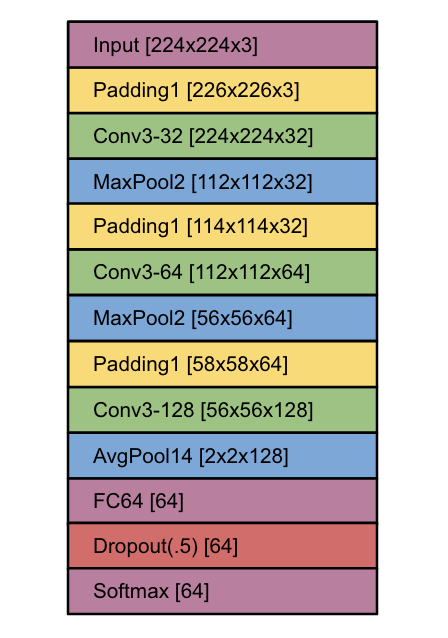 Input [224x224x3]
Padding1 [226x226x3]
Conv3-32 [224x224x32]
MaxPool2 [112x112x32]
Padding1 [114x114x32]
Conv3-64 [112x112x64]
MaxPool2 [56x56x64]
Padding1 [58x58x64]
Conv3-128 [56x56x128]
AvgPool14 [2x2x128]
FC64 [64]
Dropout(.5) [64]
Softmax [64]